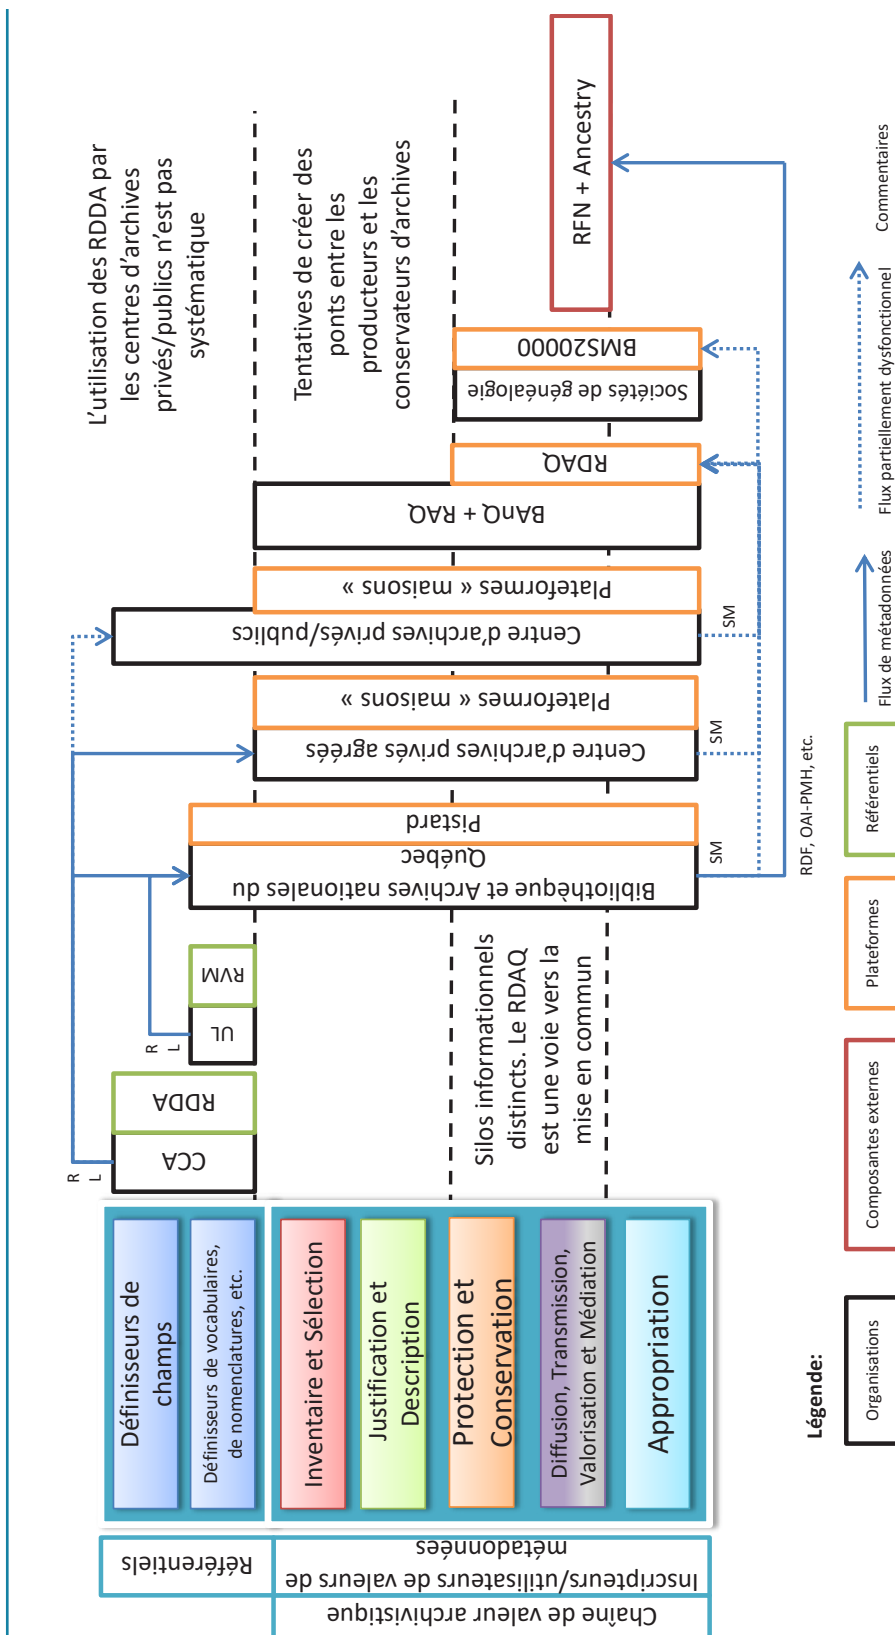 Chaîne de valeur archivistique
Référentiels
Inscripteurs/utilisateurs de valeurs de
métadonnées
Définisseurs de
champs
Définisseurs de vocabulaires,
de nomenclatures, etc.
Inventaire et Sélection
Justification et
Description
Protection et
Conservation
Diffusion, Transmission,
Valorisation et Médiation
Appropriation
R
L
CCA
RDDA
R
L
UL
RVM
Silos informationnels
distincts. Le RDAQ
est une voie vers la
mise en commun
Bibliothèque et Archives nationales du
Québec
Pistard
SM
Centre d'archives privés agréés
Plateformes « maisons »
SM
Centre d'archives privés/publics
Plateformes « maisons »
SM
BAnQ + RAQ
RDAQ
Sociétés de généalogie
BMS20000
RFN + Ancestry
RDF, OAI-PMH, etc.
L'utilisation des RDDA par
les centres d'archives
privés/publics n'est pas
systématique
Tentatives de créer des
ponts entre les
producteurs et les
conservateurs d'archives
Légende:
Organisations
Composantes externes
Plateformes
Référentiels
Flux de métadonnées
Flux partiellement dysfonctionnel
Commentaires